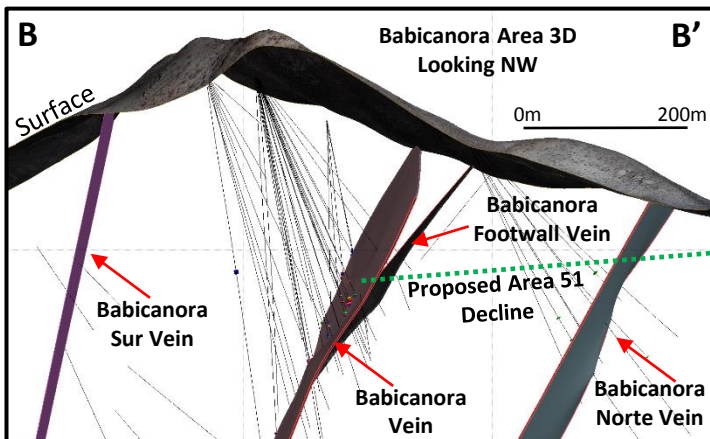 B
Babicanora Area 3D
Looking NW
B’
0m
200m
Surface
Babicanora
Footwall Vein
Proposed Area 51
Decline
Babicanora
Sur Vein
Babicanora
Vein
Babicanora
Norte Vein